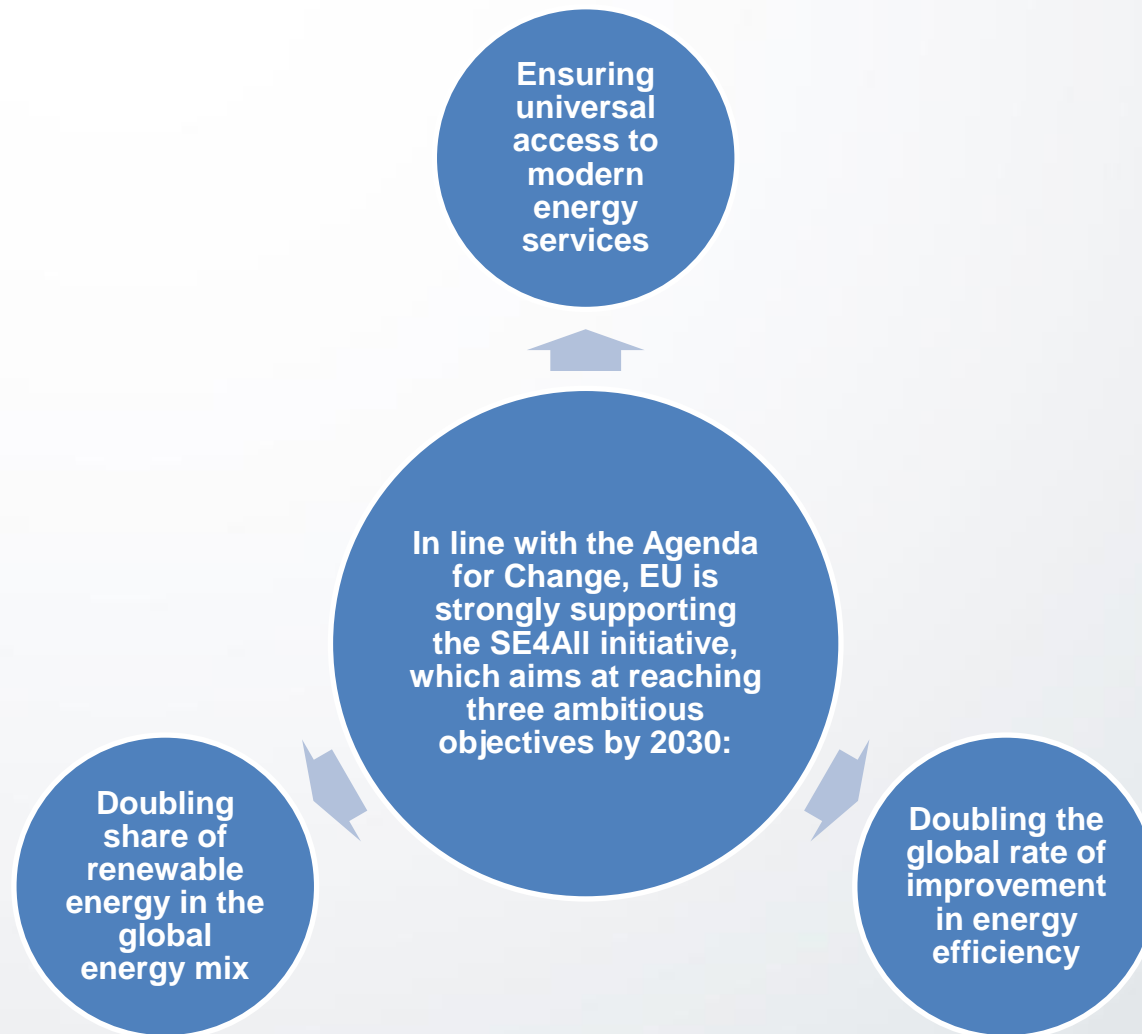 Ensuring
universal
access to
modern
energy
services
In line with the Agenda
for Change, EU is
strongly supporting
the SE4All initiative,
which aims at reaching
three ambitious
objectives by 2030:
Doubling
share of
renewable
energy in the
global
energy mix
Doubling the
global rate of
improvement
in energy
efficiency